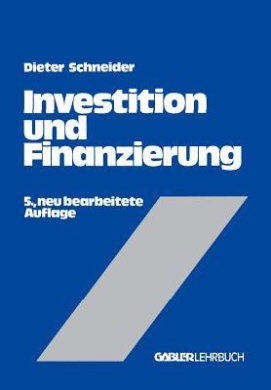 Dieter Schneider
Investition
und
Finanzierung
5., neu bearbeitete
Auflage
GABLER LEHRBUCH